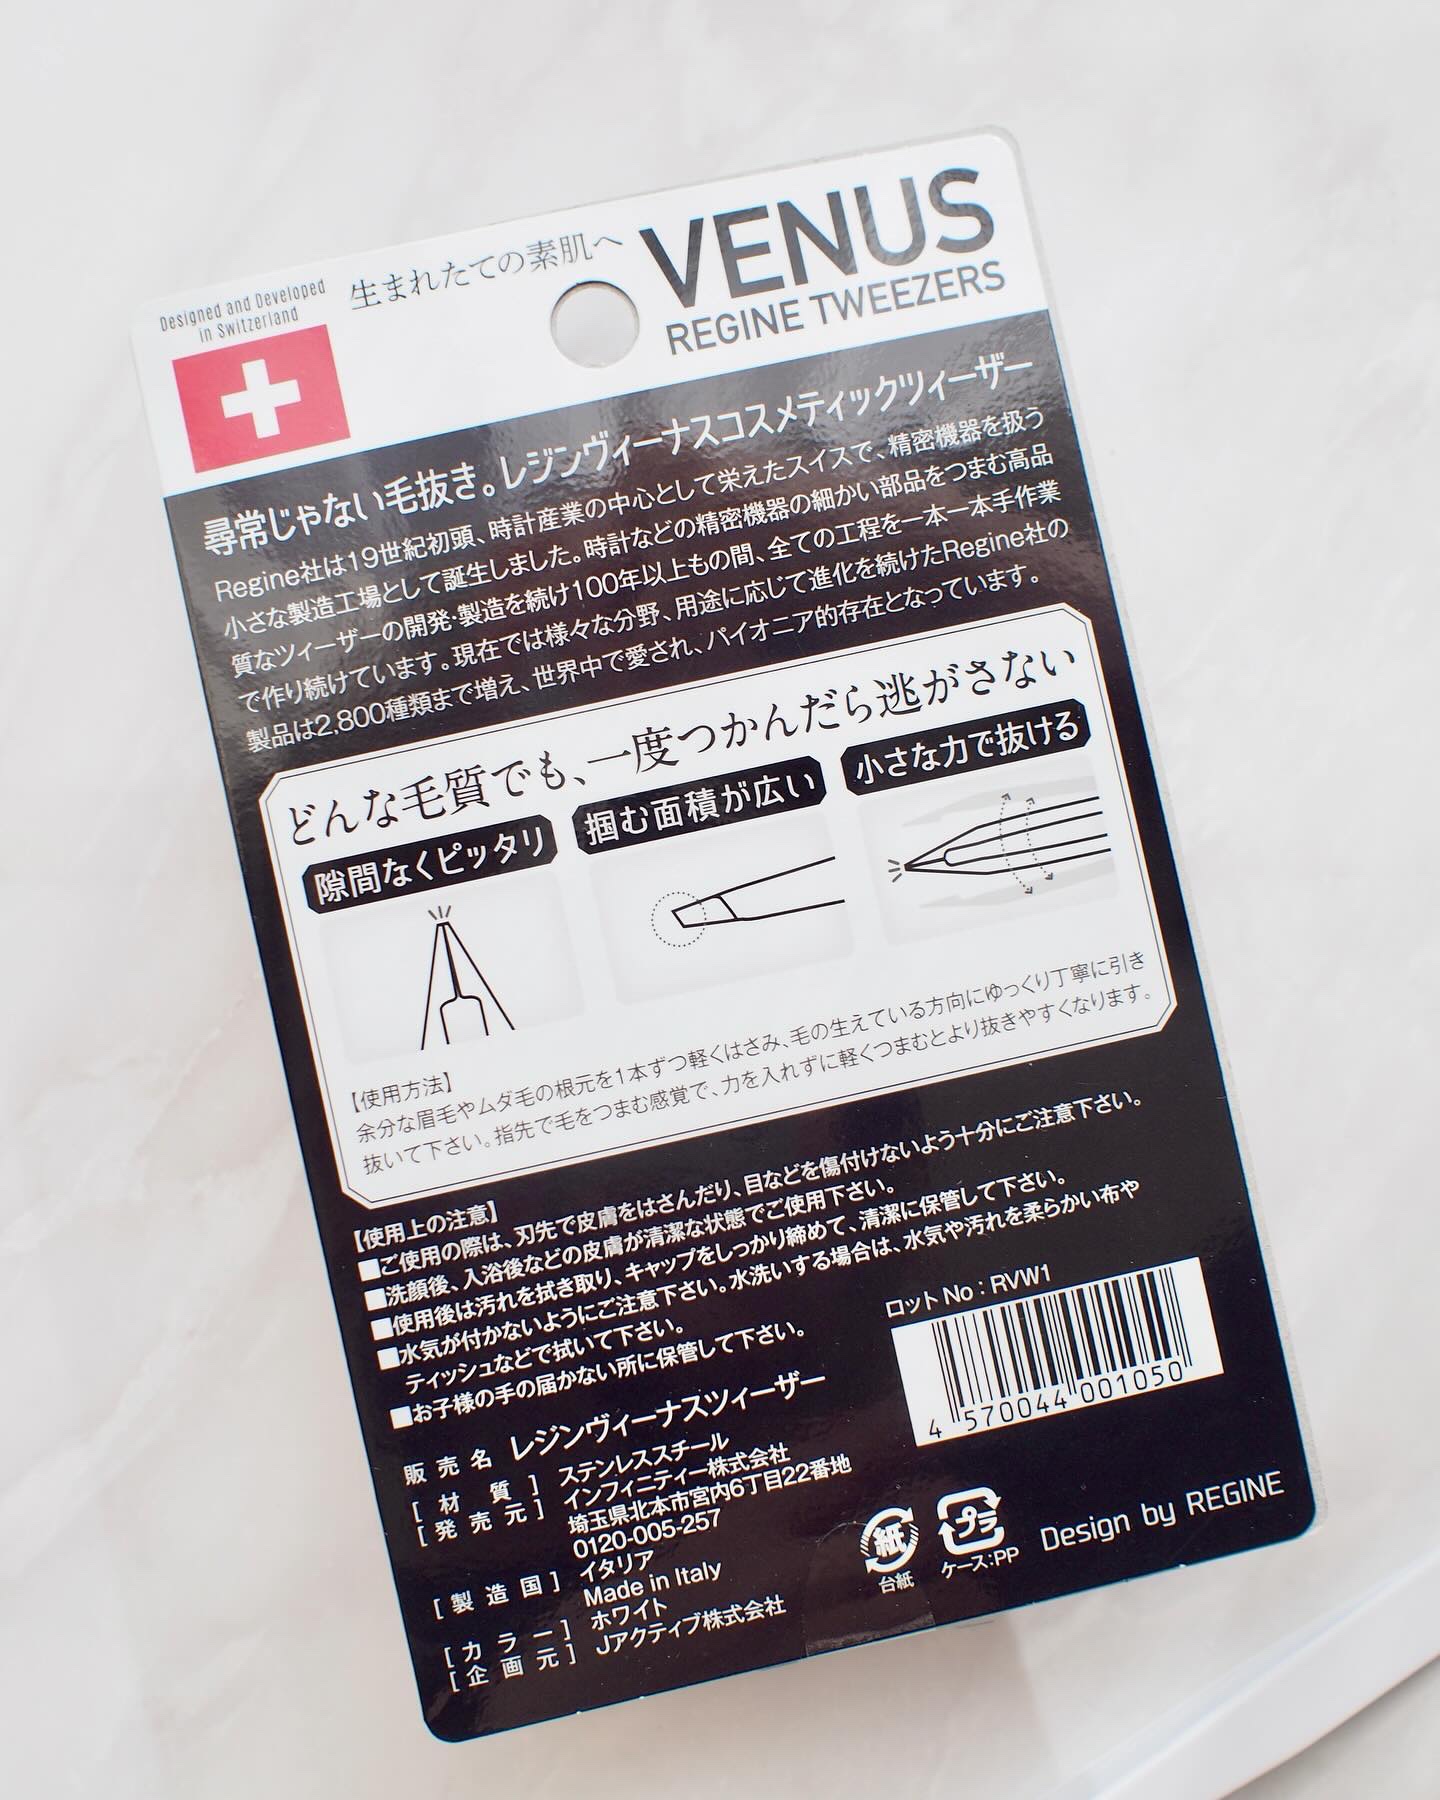 Designed and Developed
in Switzerland
生まれたての素肌へ
VENUS
REGINE TWEEZERS
尋常じゃない毛抜き。レジンヴィーナスコスメティックツィーザー
Regine社は19世紀初頭、時計産業の中心として栄えたスイスで、精密機器を扱う
小さな製造工場として誕生しました。時計などの精密機器の細かい部品をつまむ高品
質なツィーザーの開発・製造を続け100年以上もの間、全ての工程を一本一本手作業
で作り続けています。現在では様々な分野、用途に応じて進化を続けたRegine社の
製品は2,800種類まで増え、世界中で愛され、パイオニア的存在となっています。
どんな毛質でも、一度つかんだら逃がさない
隙間なくピッタリ
掴む面積が広い
小さな力で抜ける
【使用方法】
余分な眉毛やムダ毛の根元を1本ずつ軽くはさみ、毛の生えている方向にゆっくり丁寧に引き
抜いて下さい。指先で毛をつまむ感覚で、力を入れずに軽くつまむとより抜きやすくなります。
【使用上の注意】
■ご使用の際は、刃先で皮膚をはさんだり、目などを傷付けないよう十分にご注意下さい。
■洗顔後、入浴後などの皮膚が清潔な状態でご使用下さい。
■使用後は汚れを拭き取り、キャップをしっかり締めて、清潔に保管して下さい。
■水気が付かないようにご注意下さい。水洗いする場合は、水気や汚れを柔らかい布や
ティッシュなどで拭いて下さい。
■お子様の手の届かない所に保管して下さい。
販売名 レジンヴィーナスツィーザー
[材質] ステンレススチール
[発売元] インフィニティー株式会社
埼玉県北本市宮内6丁目22番地
0120-005-257
[製造国] イタリア
Made in Italy
[カラー] ホワイト
[企画元] Jアクティブ株式会社
ロットNo：RVW1
4 570044 001050
紙
台紙
プラ
ケース:PP
Design by REGINE